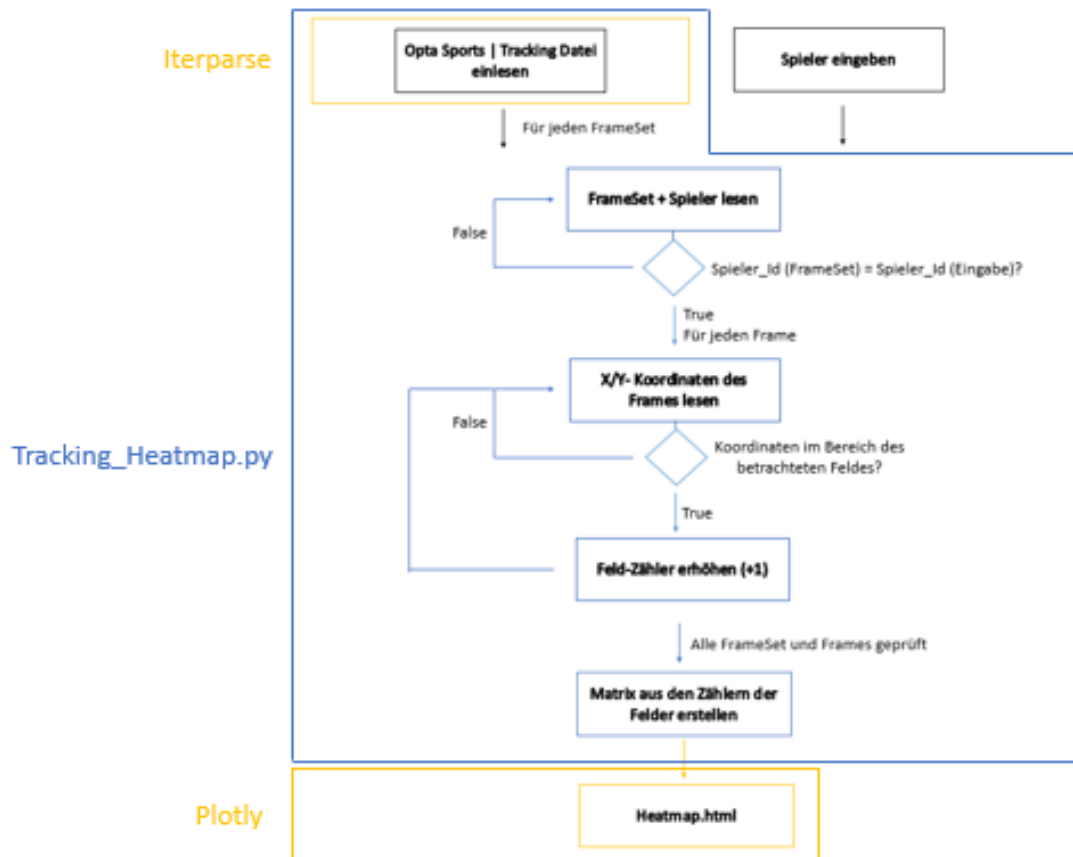 Iterparse
Opta Sports | Tracking Datei
einlesen
Spieler eingeben
Für jeden FrameSet
FrameSet + Spieler lesen
False
Spieler_Id (FrameSet) = Spieler_Id (Eingabe)?
True
Für jeden Frame
X/Y- Koordinaten des
Frames lesen
False
Tracking_Heatmap.py
Koordinaten im Bereich des
betrachteten Feldes?
True
Feld-Zähler erhöhen (+1)
Alle FrameSet und Frames geprüft
Matrix aus den Zählern der
Felder erstellen
Plotly
Heatmap.html